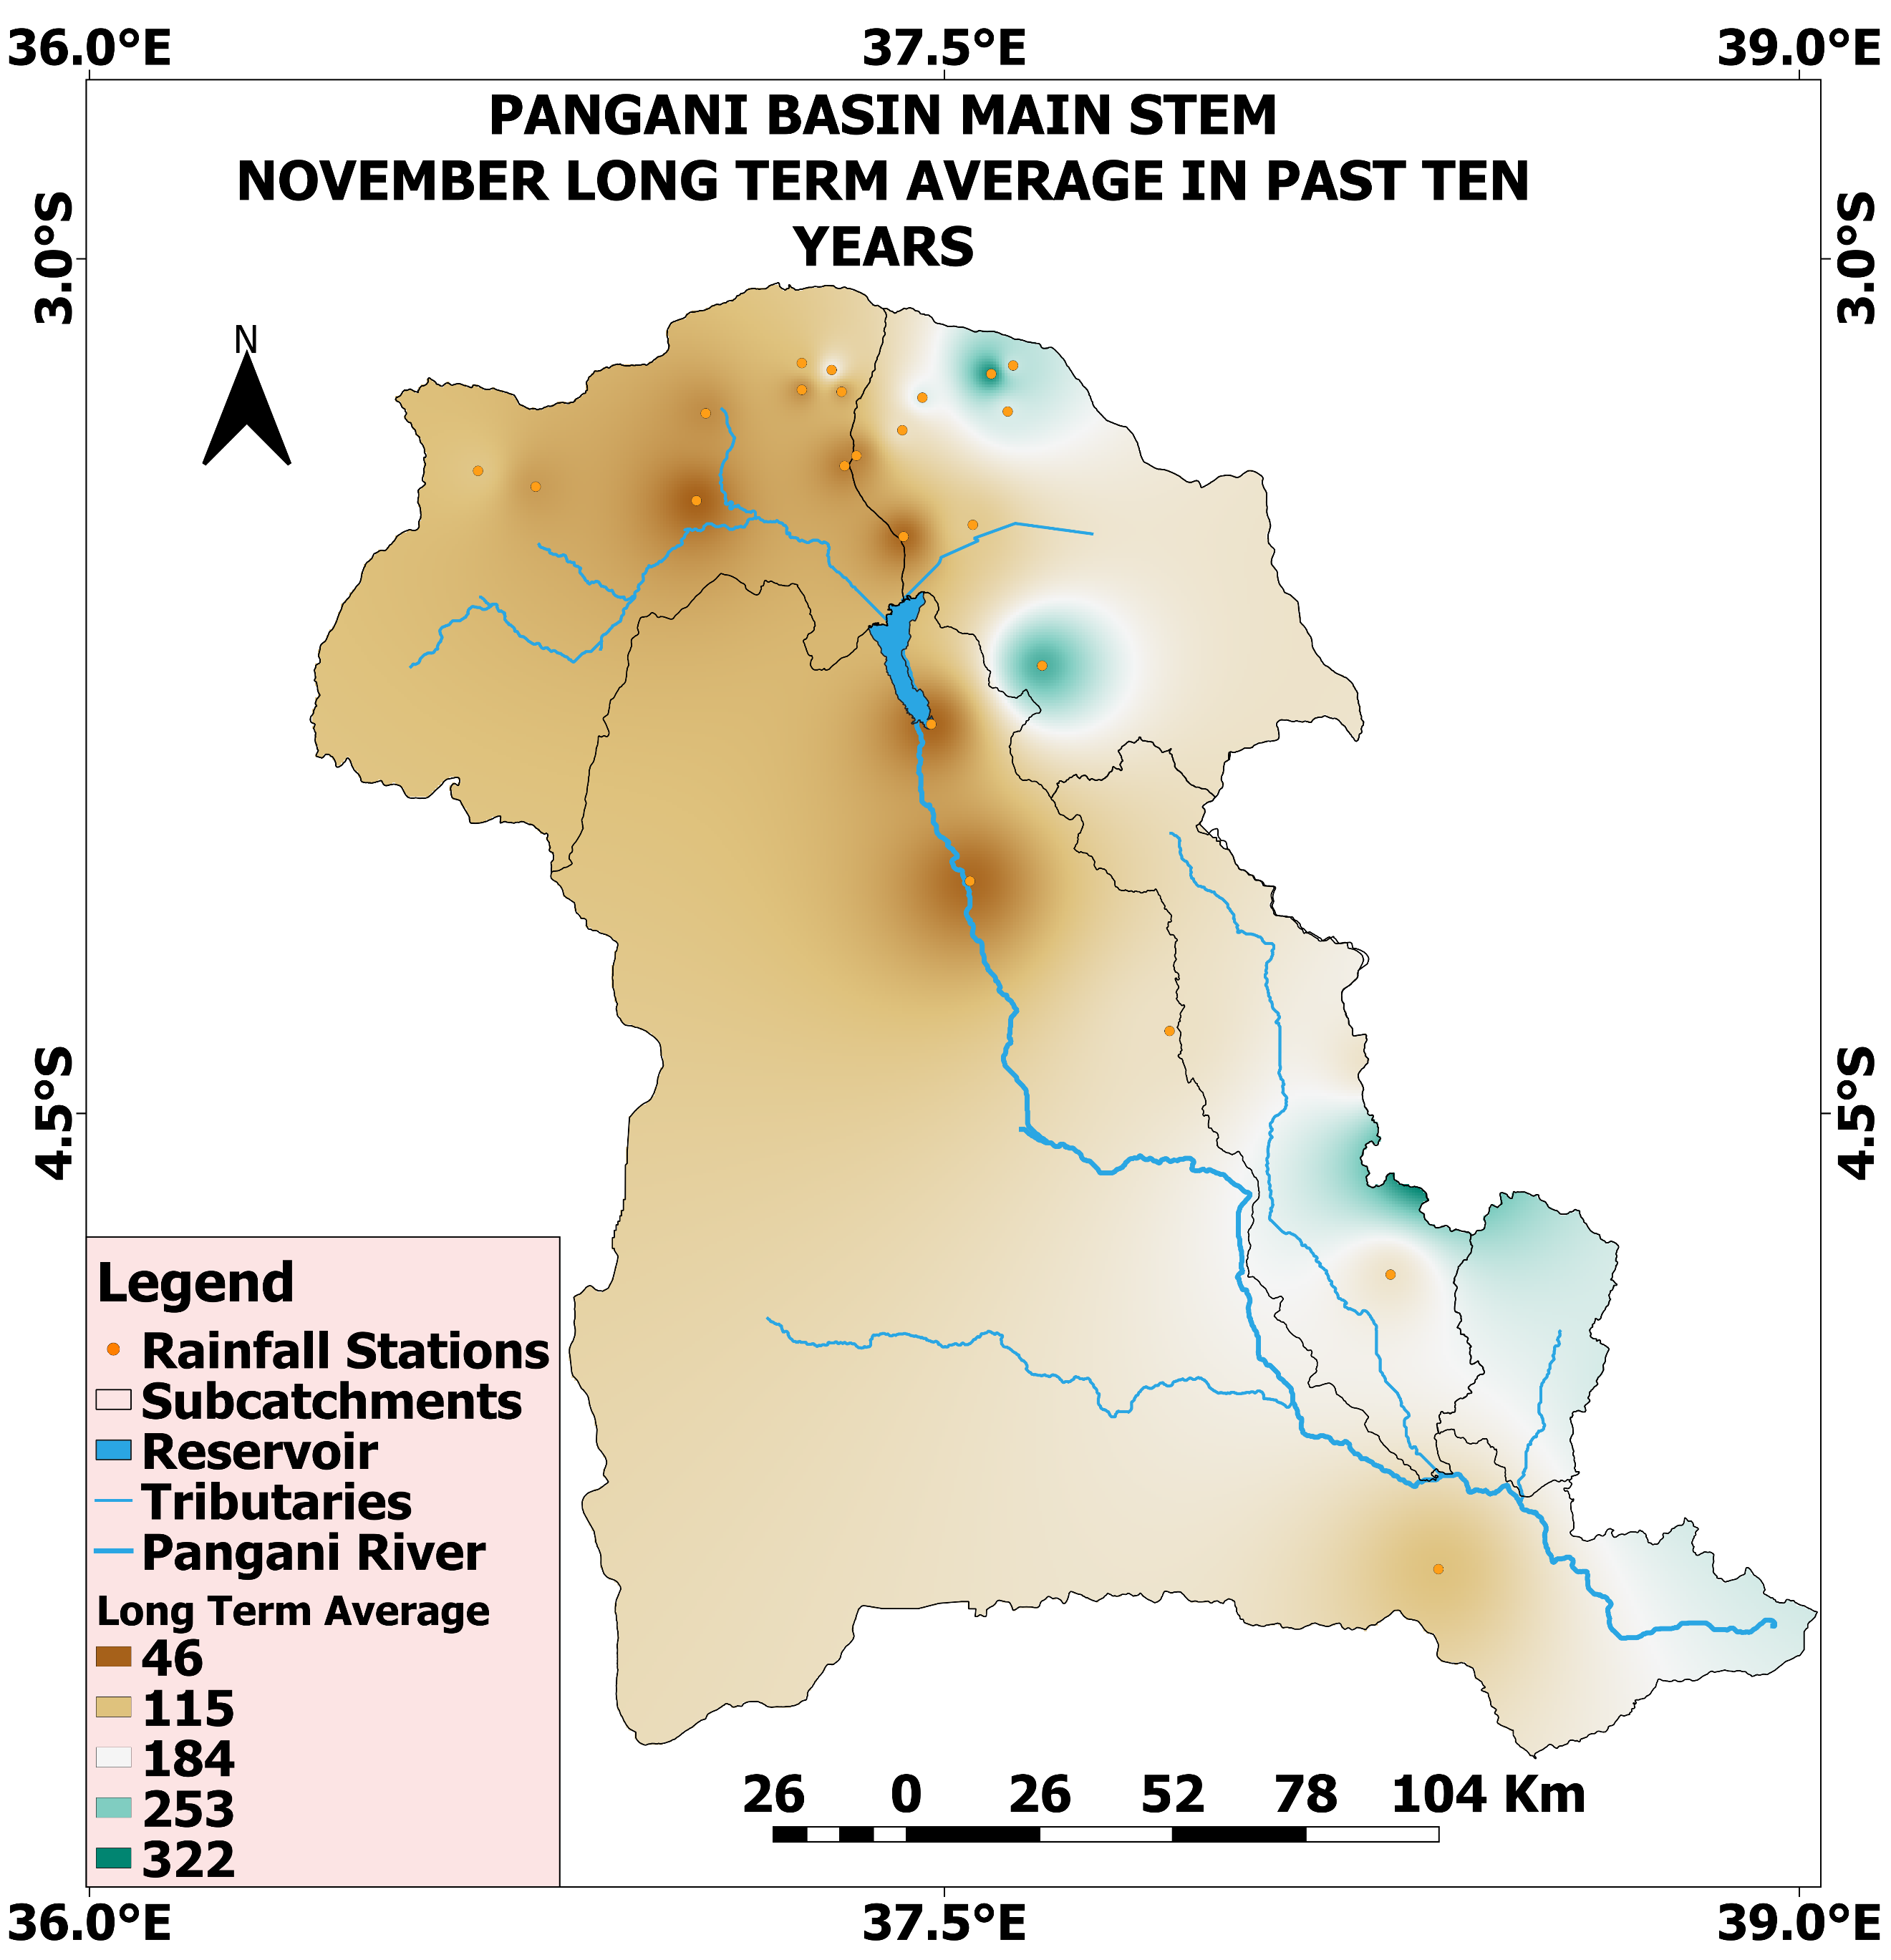 36.0°E 37.5°E 39.0°E
PANGANI BASIN MAIN STEM
NOVEMBER LONG TERM AVERAGE IN PAST TEN
YEARS
3.0°S
3.0°S
N
4.5°S
4.5°S
Legend
Rainfall Stations
Subcatchments
Reservoir
Tributaries
Pangani River
Long Term Average
46
115
184
253
322
26 0 26 52 78 104 Km
36.0°E 37.5°E 39.0°E